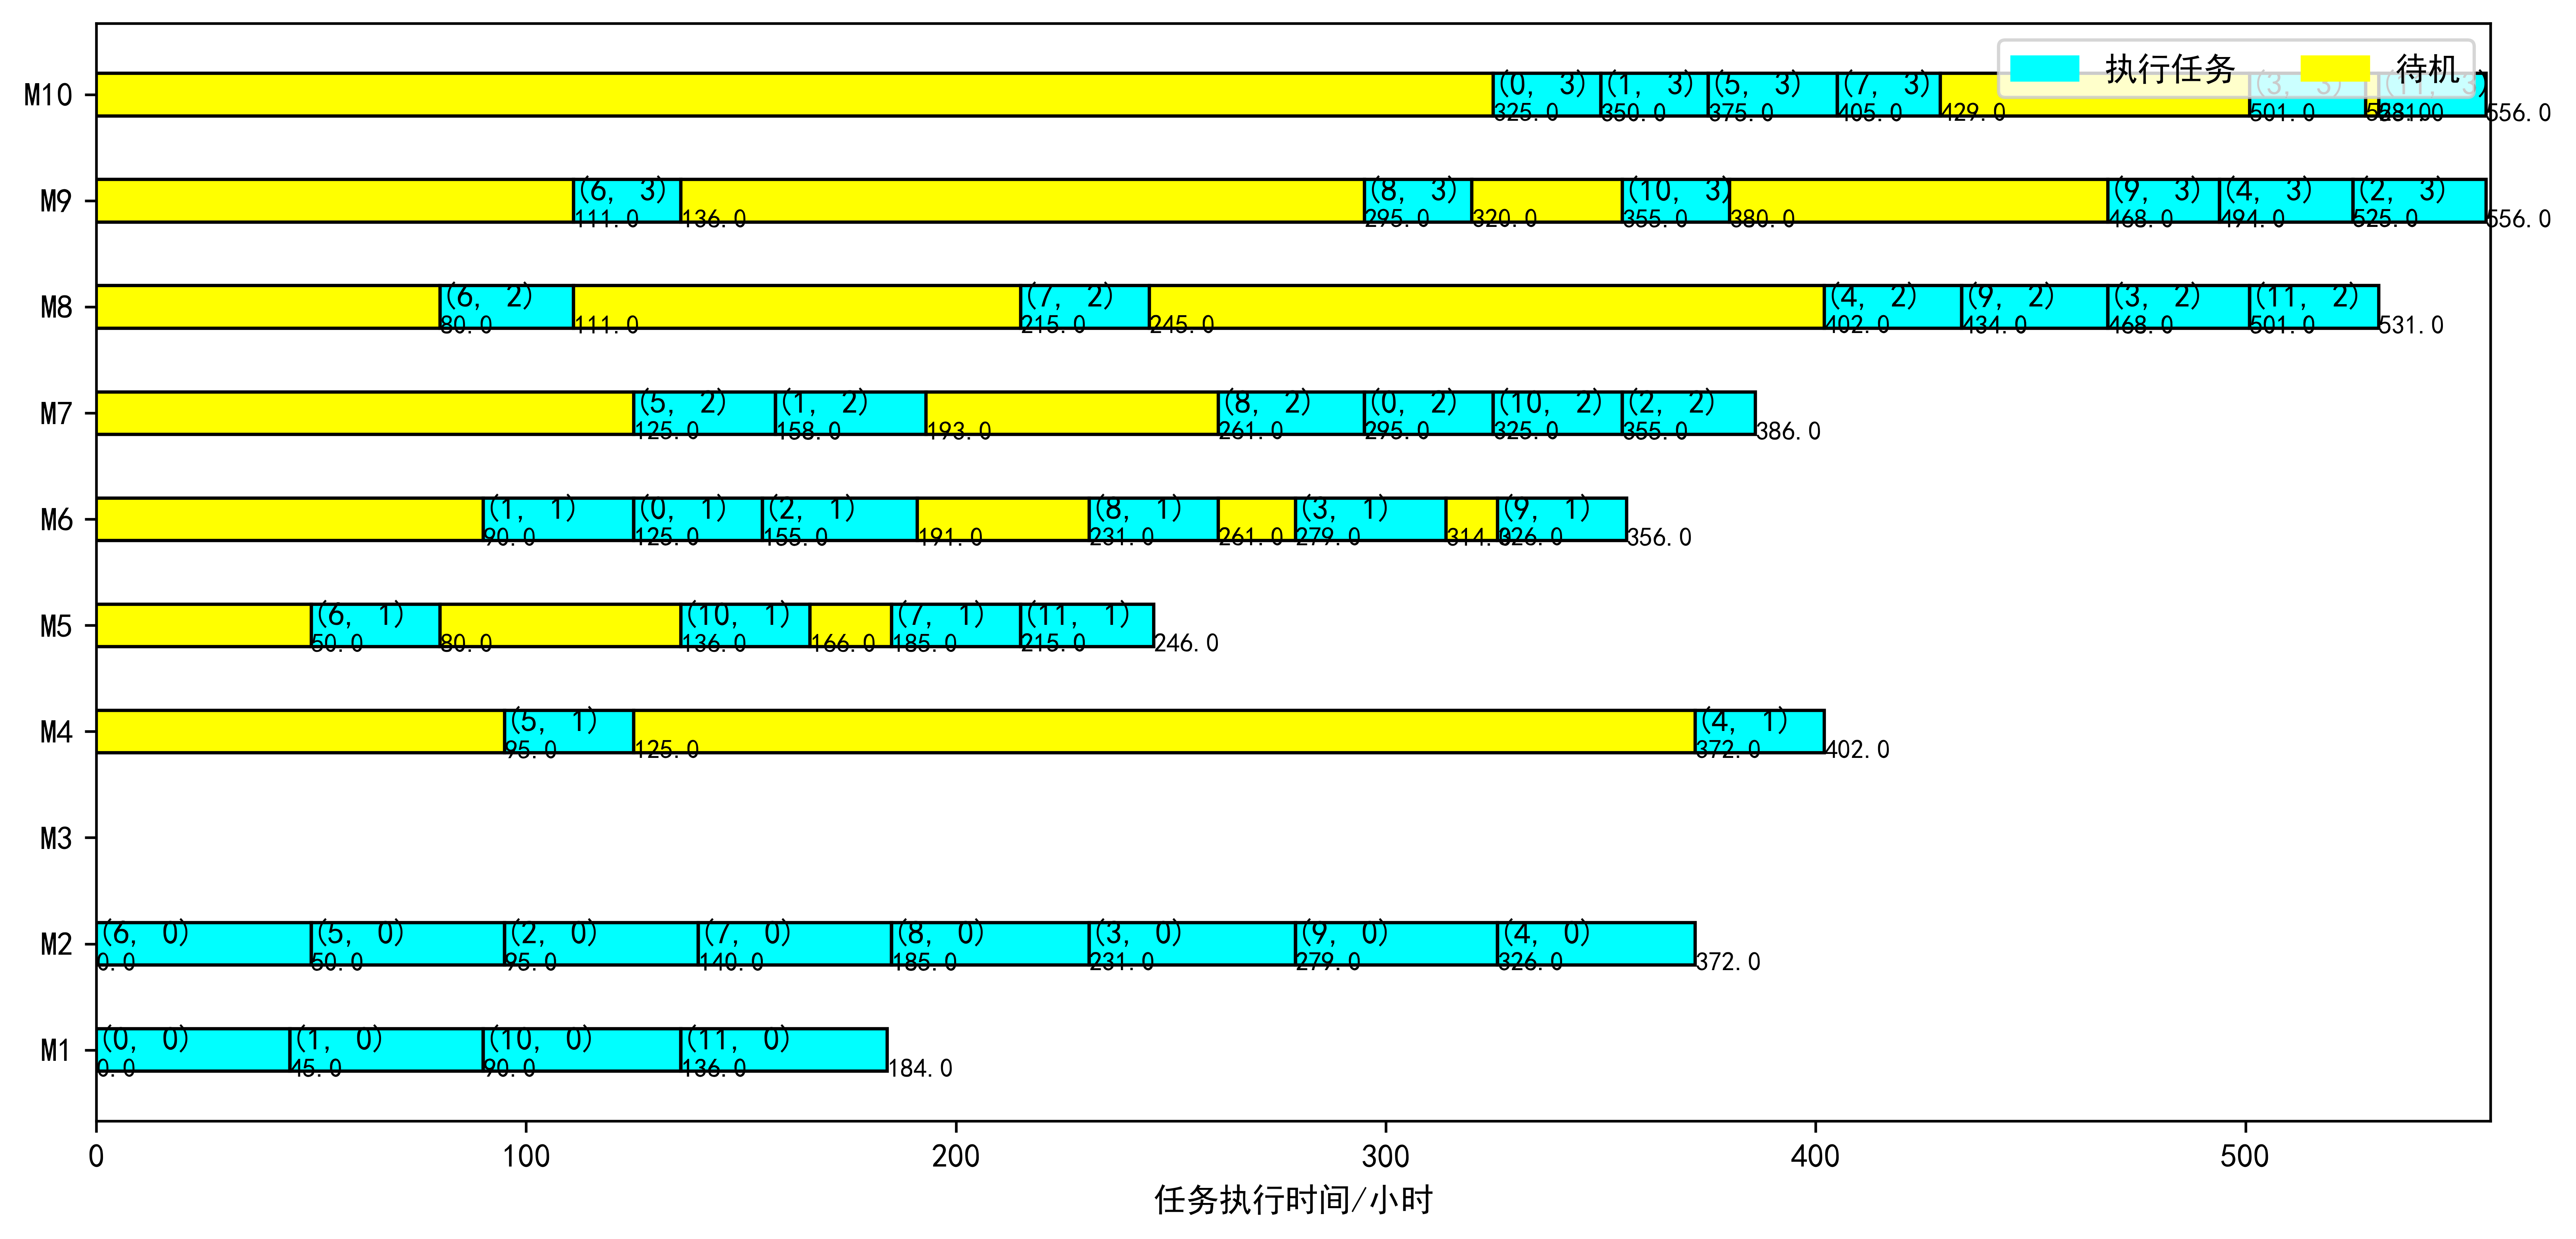 执行任务 待机
M10 (0, 3) (1, 3) (5, 3) (7, 3) (3, 3) (11, 3)
325.0 350.0 375.0 405.0 429.0 501.0 528.0 531.0 556.0
M9 (6, 3) (8, 3) (10, 3) (9, 3) (4, 3) (2, 3)
111.0 136.0 295.0 320.0 355.0 380.0 468.0 494.0 525.0 556.0
M8 (6, 2) (7, 2) (4, 2) (9, 2) (3, 2) (11, 2)
80.0 111.0 215.0 245.0 402.0 434.0 468.0 501.0 531.0
M7 (5, 2) (1, 2) (8, 2) (0, 2) (10, 2) (2, 2)
125.0 158.0 193.0 261.0 295.0 325.0 355.0 386.0
M6 (1, 1) (0, 1) (2, 1) (8, 1) (3, 1) (9, 1)
90.0 125.0 155.0 191.0 231.0 261.0 279.0 314.0 326.0 356.0
M5 (6, 1) (10, 1) (7, 1) (11, 1)
50.0 80.0 136.0 166.0 185.0 215.0 246.0
M4 (5, 1) (4, 1)
95.0 125.0 372.0 402.0
M3
M2 (6, 0) (5, 0) (2, 0) (7, 0) (8, 0) (3, 0) (9, 0) (4, 0)
0.0 50.0 95.0 140.0 185.0 231.0 279.0 326.0 372.0
M1 (0, 0) (1, 0) (10, 0) (11, 0)
0.0 45.0 90.0 136.0 184.0
0 100 200 300 400 500
任务执行时间/小时